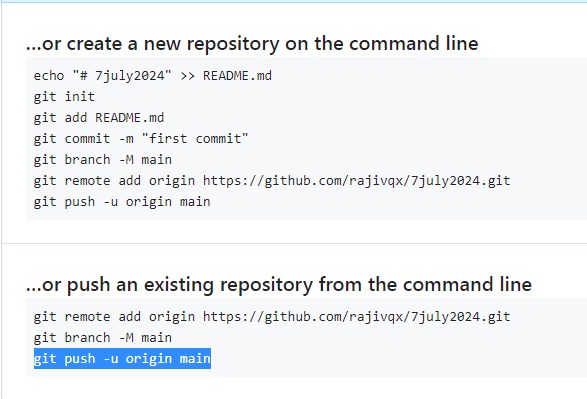 …or create a new repository on the command line
echo "# 7july2024" >> README.md
git init
git add README.md
git commit -m "first commit"
git branch -M main
git remote add origin https://github.com/rajivqx/7july2024.git
git push -u origin main
…or push an existing repository from the command line
git remote add origin https://github.com/rajivqx/7july2024.git
git branch -M main
git push -u origin main